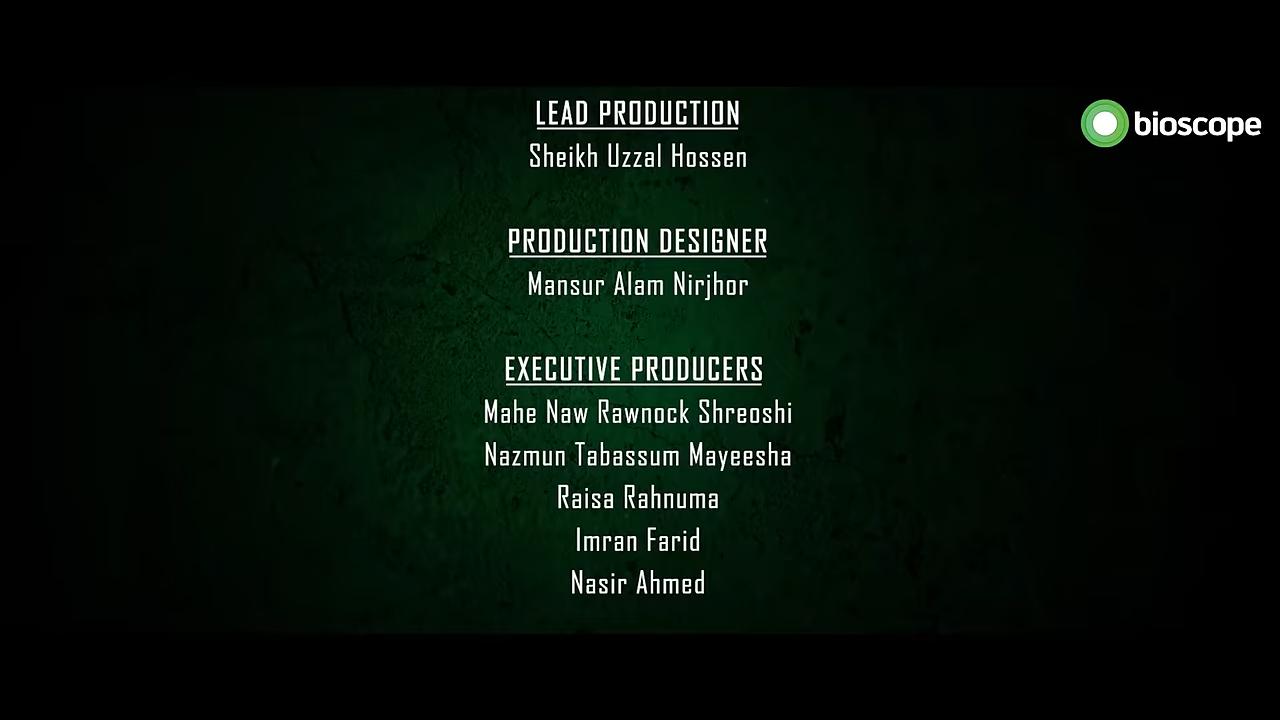 LEAD PRODUCTION
bioscope
Sheikh Uzzal Hossen
PRODUCTION DESIGNER
Mansur Alam Nirjhor
EXECUTIVE PRODUCERS
Mahe Naw Rawnock Shreoshi
Nazmun Tabassum Mayeesha
Raisa Rahnuma
Imran Farid
Nasir Ahmed